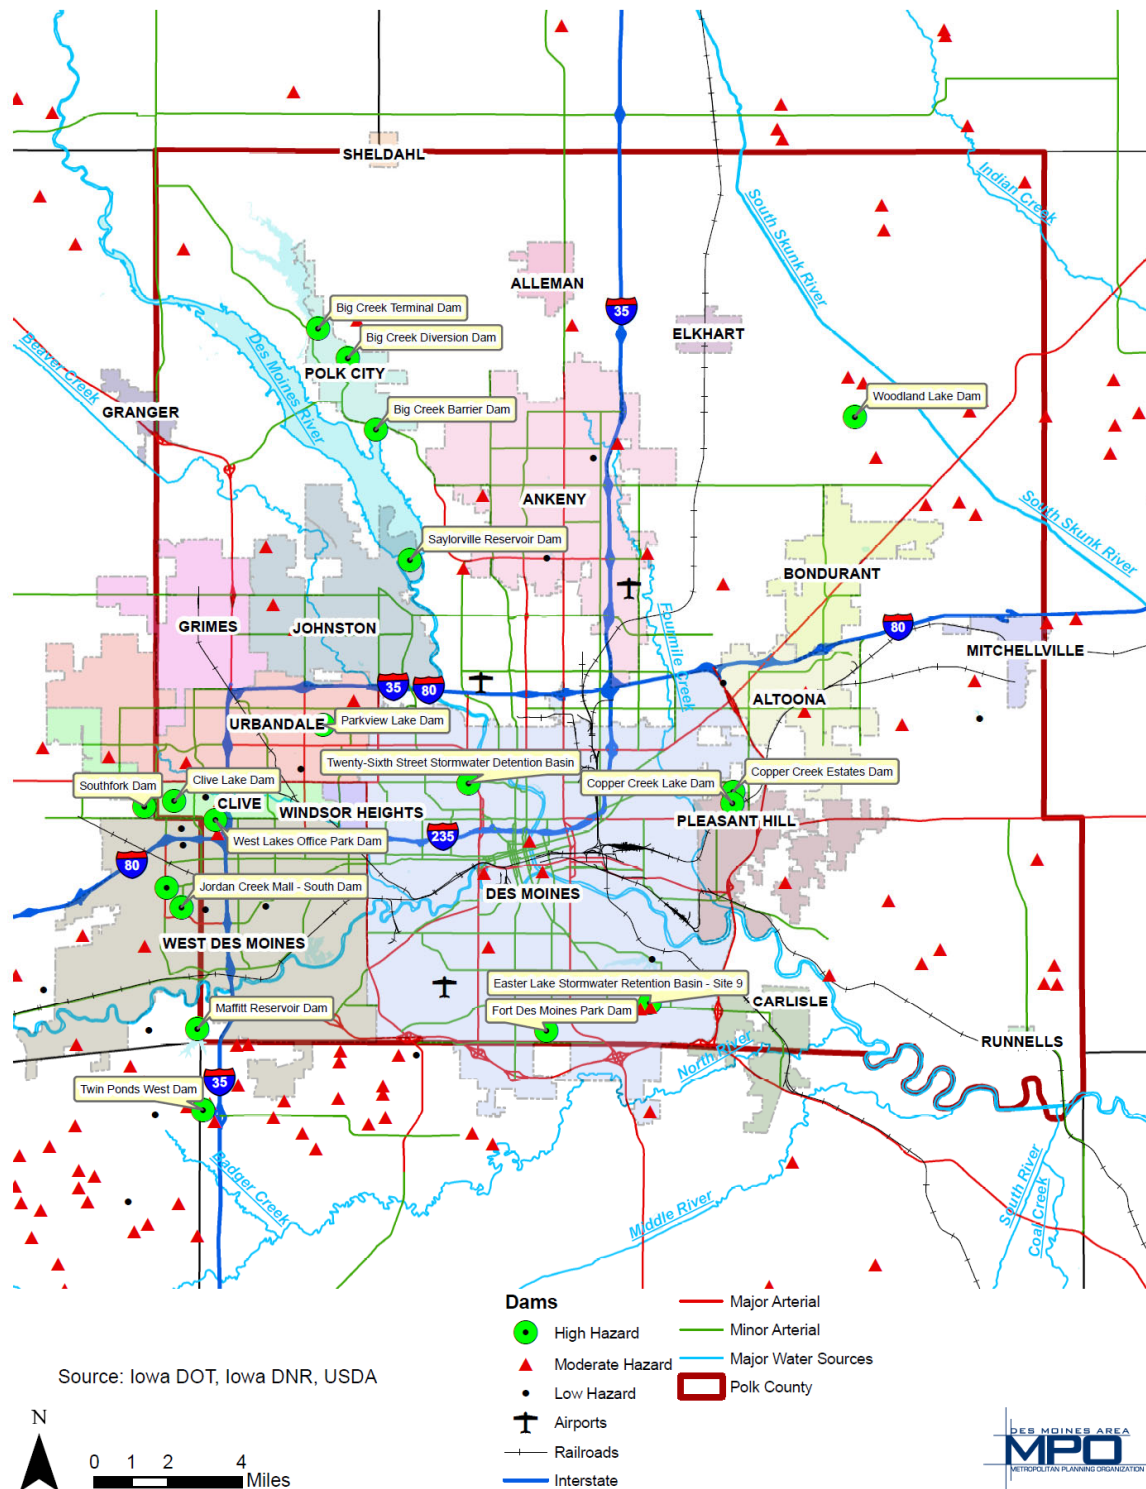 SHELDAHL
Indian Creek
South Skunk River
ALLEMAN
35
Big Creek Terminal Dam
Big Creek Diversion Dam
ELKHART
Beaver Creek
Des Moines River
POLK CITY
Woodland Lake Dam
GRANGER
Big Creek Barrier Dam
ANKENY
South Skunk River
Saylorville Reservoir Dam
BONDURANT
GRIMES
JOHNSTON
Fourmile Creek
80
MITCHELLVILLE
35
80
ALTOONA
URBANDALE
Parkview Lake Dam
Twenty-Sixth Street Stormwater Detention Basin
Clive Lake Dam
Southfork Dam
Copper Creek Estates Dam
Copper Creek Lake Dam
CLIVE
WINDSOR HEIGHTS
PLEASANT HILL
235
West Lakes Office Park Dam
80
Jordan Creek Mall - South Dam
DES MOINES
WEST DES MOINES
Easter Lake Stormwater Retention Basin - Site 9
CARLISLE
Maffitt Reservoir Dam
Fort Des Moines Park Dam
RUNNELLS
North River
35
Twin Ponds West Dam
Badger Creek
Middle River
South River
Coal Creek
Dams
High Hazard
Moderate Hazard
Low Hazard
Airports
Railroads
Interstate
Major Arterial
Minor Arterial
Major Water Sources
Polk County
Source: Iowa DOT, Iowa DNR, USDA
N
0 1 2 4
Miles
DES MOINES AREA
MPO
METROPOLITAN PLANNING ORGANIZATION